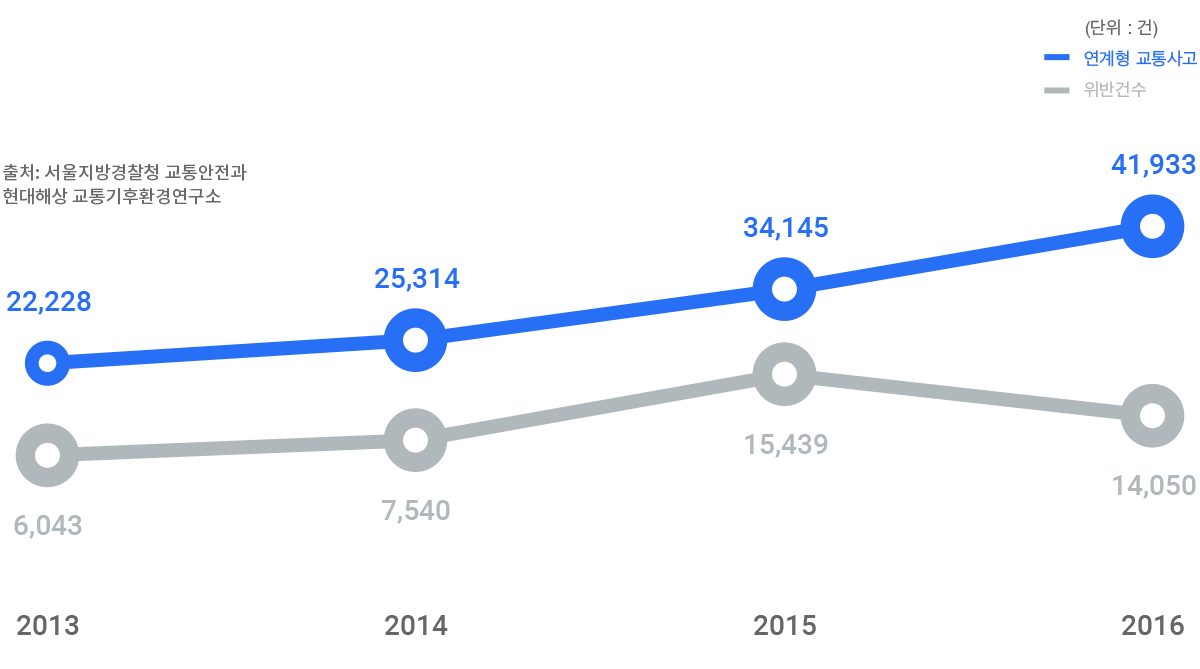 (단위 : 건)
연계형 교통사고
위반건수
출처: 서울지방경찰청 교통안전과
현대해상 교통기후환경연구소
22,228
25,314
34,145
41,933
6,043
7,540
15,439
14,050
2013
2014
2015
2016